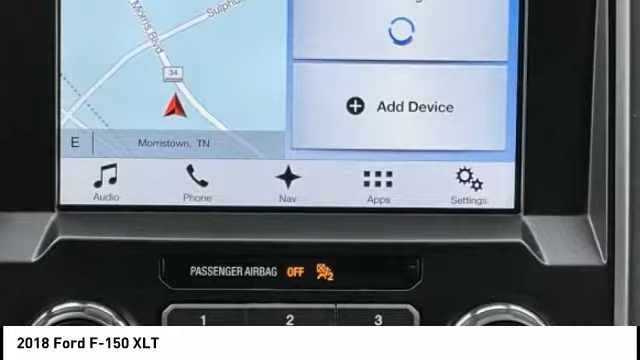 Morris Blvd
Sulphu
34
Add Device
E
Morristown, TN
Audio
Phone
Nav
Apps
Settings
PASSENGER AIRBAG OFF
1 2 3
2018 Ford F-150 XLT